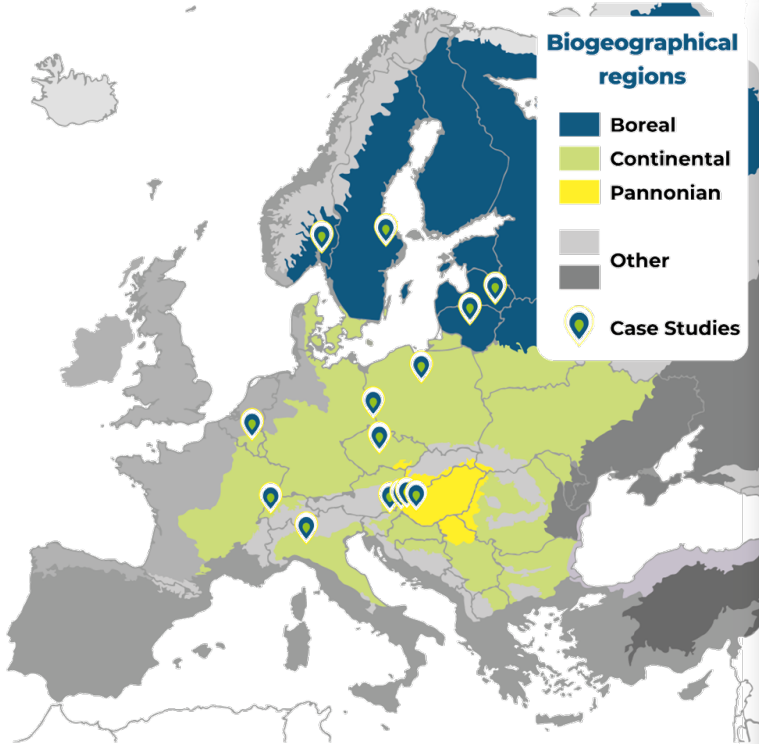 Biogeographical
regions
Boreal
Continental
Pannonian
Other
Case Studies